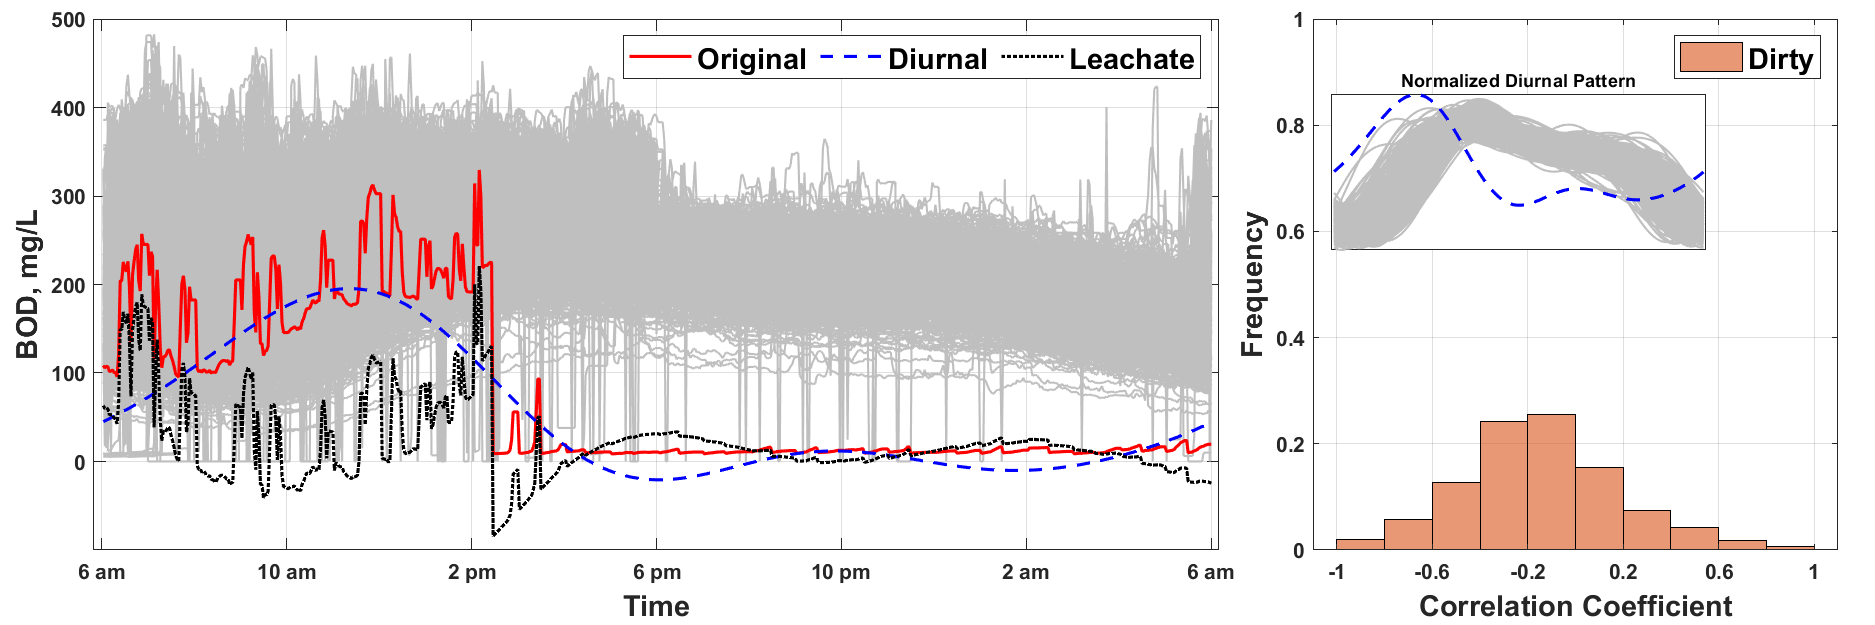 500
400
300
200
100
0
BOD, mg/L
Original Diurnal Leachate
6 am 10 am 2 pm 6 pm 10 pm 2 am 6 am
Time
1
0.8
0.6
0.4
0.2
0
Frequency
Dirty
Normalized Diurnal Pattern
-1 -0.6 -0.2 0.2 0.6 1
Correlation Coefficient